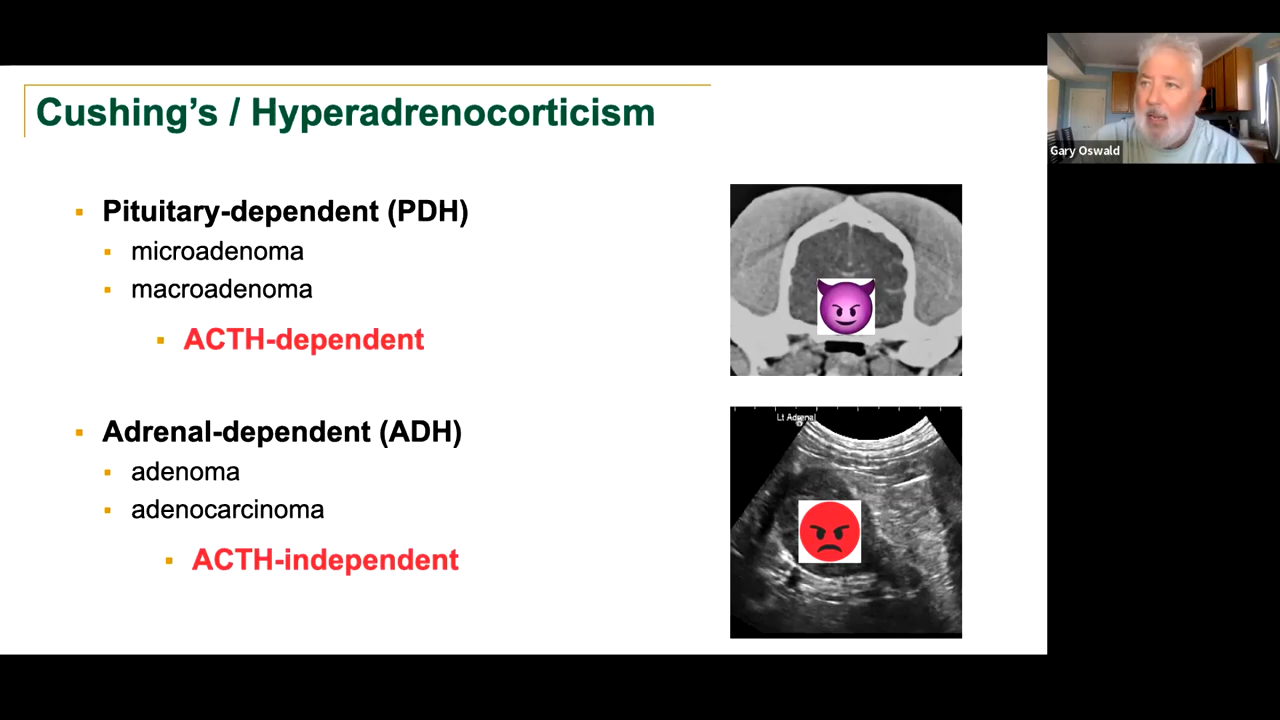 Cushing's / Hyperadrenocorticism
Gary Oswald
Pituitary-dependent (PDH)
microadenoma
macroadenoma
ACTH-dependent
Adrenal-dependent (ADH)
adenoma
adenocarcinoma
ACTH-independent
Lt Adrenal